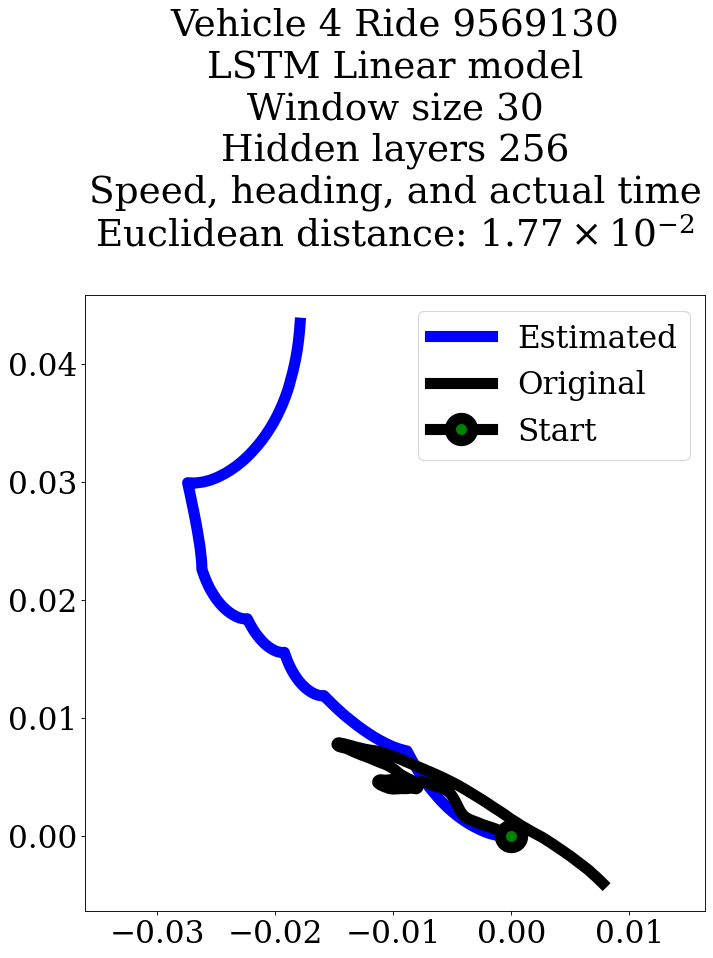 Vehicle 4 Ride 9569130
LSTM Linear model
Window size 30
Hidden layers 256
Speed, heading, and actual time
Euclidean distance: 1.77 × 10⁻²
Estimated
Original
Start
0.04
0.03
0.02
0.01
0.00
−0.03
−0.02
−0.01
0.00
0.01